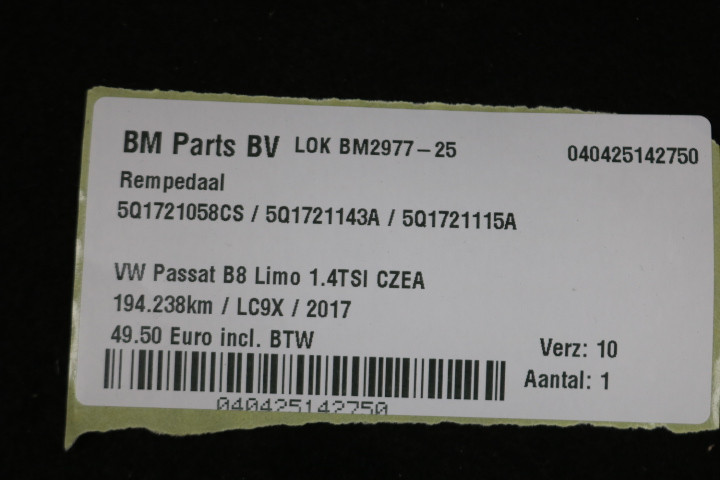 BM Parts BV LOK BM2977-25 040425142750
Rempedaal
5Q1721058CS / 5Q1721143A / 5Q1721115A
VW Passat B8 Limo 1.4TSI CZEA
194.238km / LC9X / 2017
49.50 Euro incl. BTW
Verz: 10
Aantal: 1
040425142750